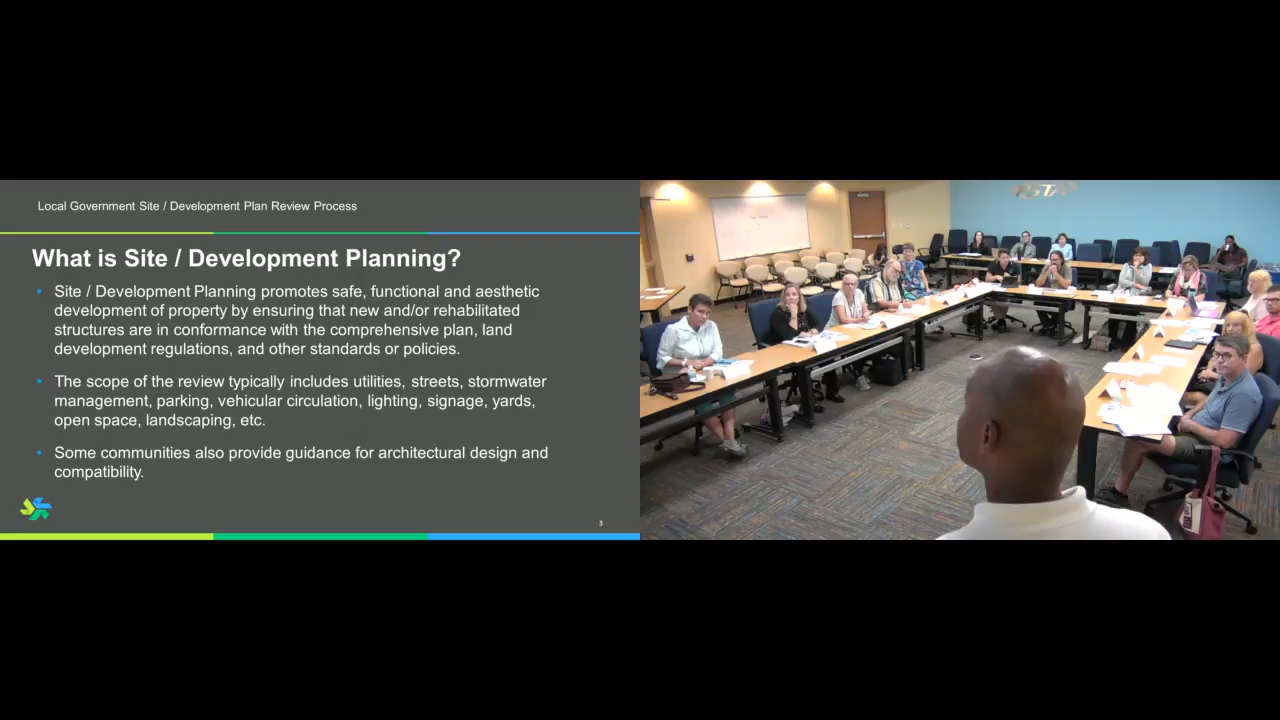 Local Government Site / Development Plan Review Process
What is Site / Development Planning?
• Site / Development Planning promotes safe, functional and aesthetic
development of property by ensuring that new and/or rehabilitated
structures are in conformance with the comprehensive plan, land
development regulations, and other standards or policies.
• The scope of the review typically includes utilities, streets, stormwater
management, parking, vehicular circulation, lighting, signage, yards,
open space, landscaping, etc.
• Some communities also provide guidance for architectural design and
compatibility.
3